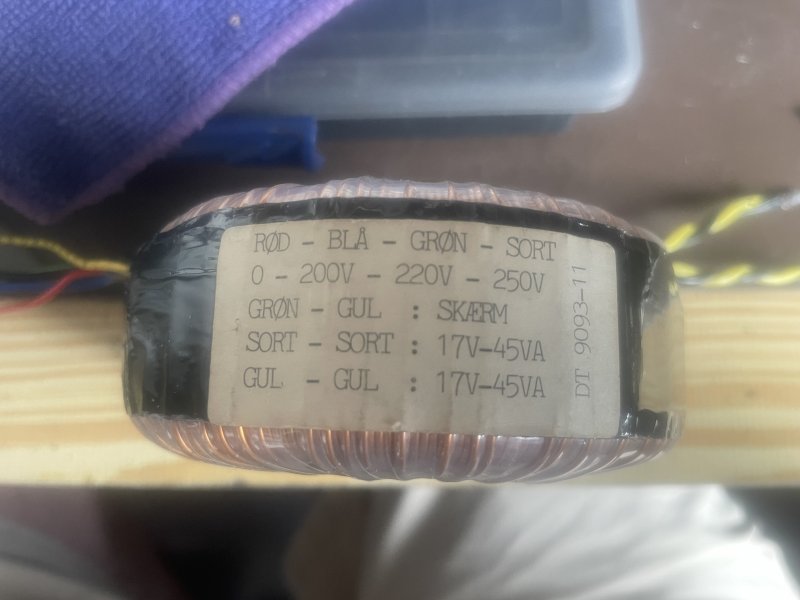 RØD - BLÅ - GRØN - SORT
0 - 200V - 220V - 250V
GRØN - GUL : SKÆRM
SORT - SORT : 17V-45VA
GUL - GUL : 17V-45VA
DT 9093-11